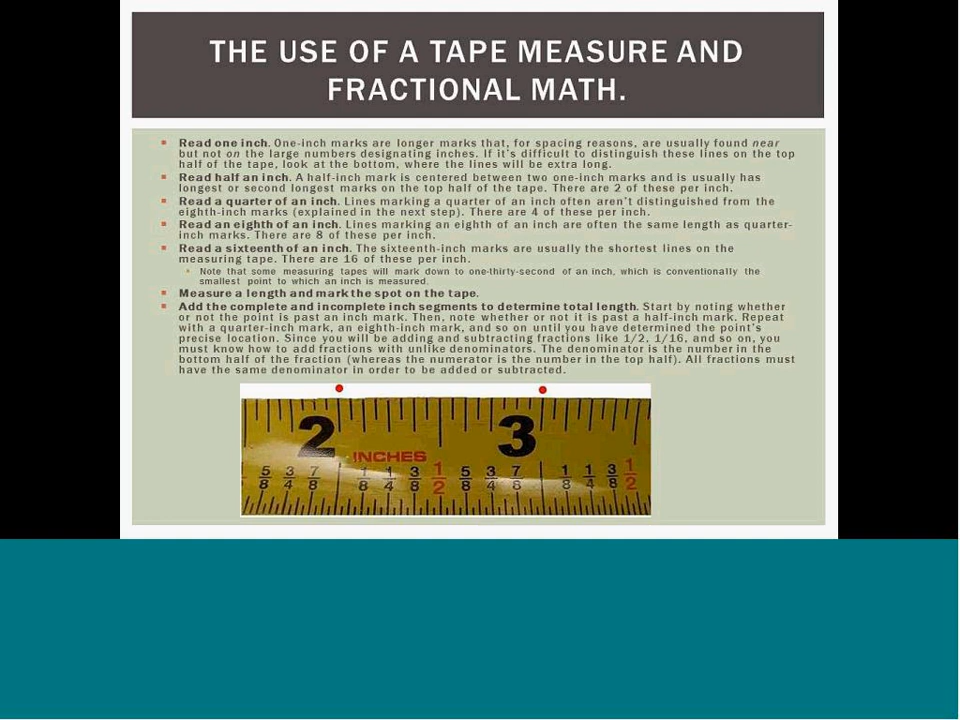 THE USE OF A TAPE MEASURE AND
FRACTIONAL MATH.
Read one inch. One-inch marks are longer marks that, for spacing reasons, are usually found near
but not on the large numbers designating inches. If it's difficult to distinguish these lines on the top
half of the tape, look at the bottom, where the lines will be extra long.
Read half an inch. A half-inch mark is centered between two one-inch marks and is usually has
longest or second longest marks on the top half of the tape. There are 2 of these per inch.
Read a quarter of an inch. Lines marking a quarter of an inch often aren't distinguished from the
eighth-inch marks (explained in the next step). There are 4 of these per inch.
Read an eighth of an inch. Lines marking an eighth of an inch are often the same length as quarter-
inch marks. There are 8 of these per inch.
Read a sixteenth of an inch. The sixteenth-inch marks are usually the shortest lines on the
measuring tape. There are 16 of these per inch.
Note that some measuring tapes will mark down to one-thirty-second of an inch, which is conventionally the
smallest point to which an inch is measured.
Measure a length and mark the spot on the tape.
Add the complete and incomplete inch segments to determine total length. Start by noting whether
or not the point is past an inch mark. Then, note whether or not it is past a half-inch mark. Repeat
with a quarter-inch mark, an eighth-inch mark, and so on until you have determined the point's
precise location. Since you will be adding and subtracting fractions like 1/2, 1/16, and so on, you
must know how to add fractions with unlike denominators. The denominator is the number in the
bottom half of the fraction (whereas the numerator is the number in the top half). All fractions must
have the same denominator in order to be added or subtracted.
2 3
INCHES
5/8 3/4 7/8 1/8 1/4 3/8 1/2 5/8 3/4 7/8 1/8 1/4 3/8 1/2